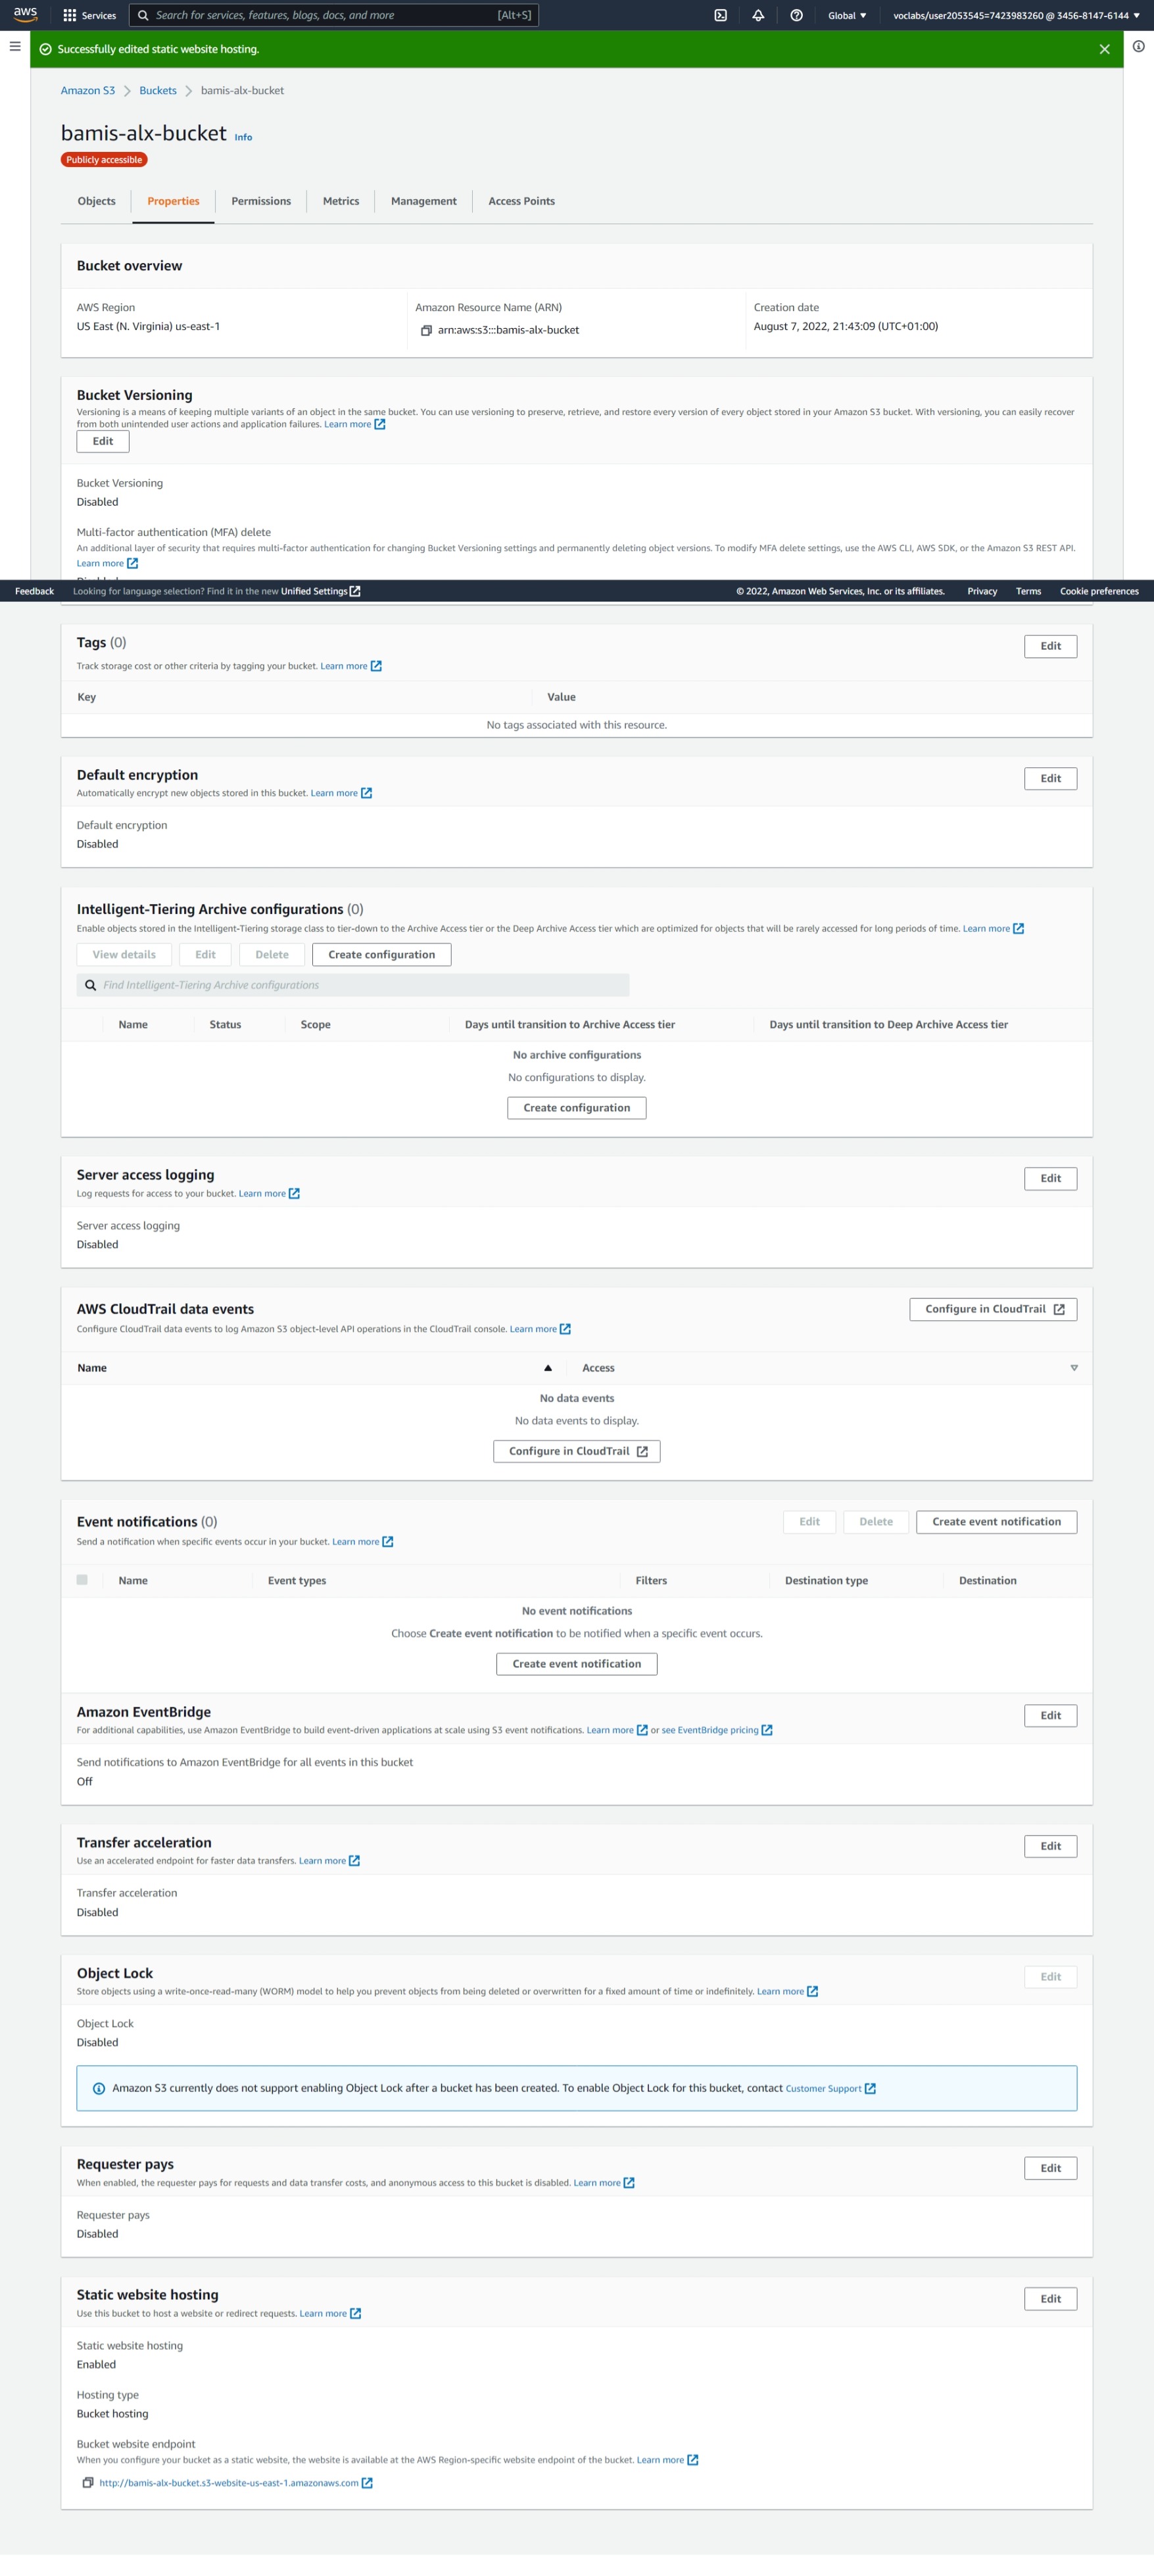 aws Services Search for services, features, blogs, docs, and more [Alt+S] Global voclabs/user2053545=7423983260 @ 3456-8147-6144
Successfully edited static website hosting.
Amazon S3 Buckets bamis-alx-bucket
bamis-alx-bucket Info
Publicly accessible
Objects Properties Permissions Metrics Management Access Points
Bucket overview
AWS Region Amazon Resource Name (ARN) Creation date
US East (N. Virginia) us-east-1 arn:aws:s3:::bamis-alx-bucket August 7, 2022, 21:43:09 (UTC+01:00)
Bucket Versioning
Versioning is a means of keeping multiple variants of an object in the same bucket. You can use versioning to preserve, retrieve, and restore every version of every object stored in your Amazon S3 bucket. With versioning, you can easily recover
from both unintended user actions and application failures. Learn more
Edit
Bucket Versioning
Disabled
Multi-factor authentication (MFA) delete
An additional layer of security that requires multi-factor authentication for changing Bucket Versioning settings and permanently deleting object versions. To modify MFA delete settings, use the AWS CLI, AWS SDK, or the Amazon S3 REST API.
Learn more
Feedback Looking for language selection? Find it in the new Unified Settings © 2022, Amazon Web Services, Inc. or its affiliates. Privacy Terms Cookie preferences
Tags (0) Edit
Track storage cost or other criteria by tagging your bucket. Learn more
Key Value
No tags associated with this resource.
Default encryption Edit
Automatically encrypt new objects stored in this bucket. Learn more
Default encryption
Disabled
Intelligent-Tiering Archive configurations (0)
Enable objects stored in the Intelligent-Tiering storage class to tier-down to the Archive Access tier or the Deep Archive Access tier which are optimized for objects that will be rarely accessed for long periods of time. Learn more
View details Edit Delete Create configuration
Find Intelligent-Tiering Archive configurations
Name Status Scope Days until transition to Archive Access tier Days until transition to Deep Archive Access tier
No archive configurations
No configurations to display.
Create configuration
Server access logging Edit
Log requests for access to your bucket. Learn more
Server access logging
Disabled
AWS CloudTrail data events Configure in CloudTrail
Configure CloudTrail data events to log Amazon S3 object-level API operations in the CloudTrail console. Learn more
Name Access
No data events
No data events to display.
Configure in CloudTrail
Event notifications (0) Edit Delete Create event notification
Send a notification when specific events occur in your bucket. Learn more
Name Event types Filters Destination type Destination
No event notifications
Choose Create event notification to be notified when a specific event occurs.
Create event notification
Amazon EventBridge Edit
For additional capabilities, use Amazon EventBridge to build event-driven applications at scale using S3 event notifications. Learn more or see EventBridge pricing
Send notifications to Amazon EventBridge for all events in this bucket
Off
Transfer acceleration Edit
Use an accelerated endpoint for faster data transfers. Learn more
Transfer acceleration
Disabled
Object Lock Edit
Store objects using a write-once-read-many (WORM) model to help you prevent objects from being deleted or overwritten for a fixed amount of time or indefinitely. Learn more
Object Lock
Disabled
Amazon S3 currently does not support enabling Object Lock after a bucket has been created. To enable Object Lock for this bucket, contact Customer Support
Requester pays Edit
When enabled, the requester pays for requests and data transfer costs, and anonymous access to this bucket is disabled. Learn more
Requester pays
Disabled
Static website hosting Edit
Use this bucket to host a website or redirect requests. Learn more
Static website hosting
Enabled
Hosting type
Bucket hosting
Bucket website endpoint
When you configure your bucket as a static website, the website is available at the AWS Region-specific website endpoint of the bucket. Learn more
http://bamis-alx-bucket.s3-website-us-east-1.amazonaws.com